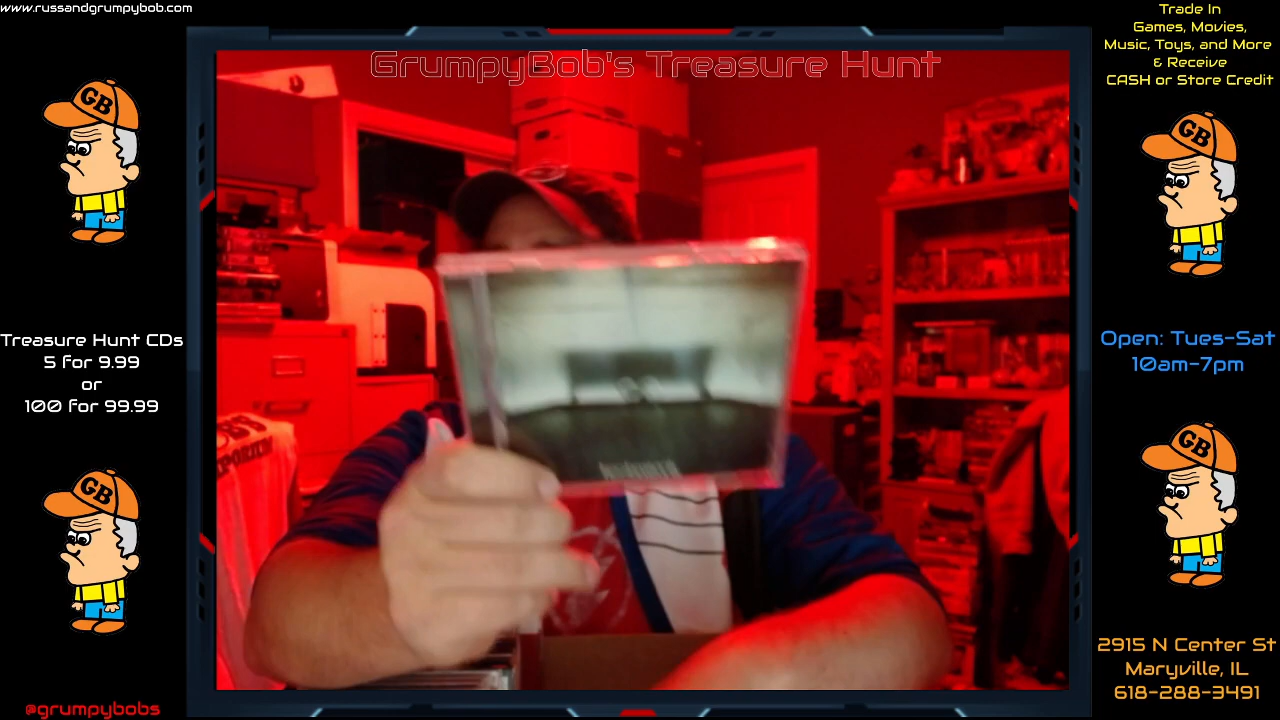 www.russandgrumpybob.com
Trade In
Games, Movies,
Music, Toys, and More
& Receive
CASH or Store Credit
GrumpyBob's Treasure Hunt
GB
GB
Treasure Hunt CDs
5 for 9.99
or
100 for 99.99
Open: Tues-Sat
10am-7pm
GB
GB
2915 N Center St
Maryville, IL
618-288-3491
@grumpybobs